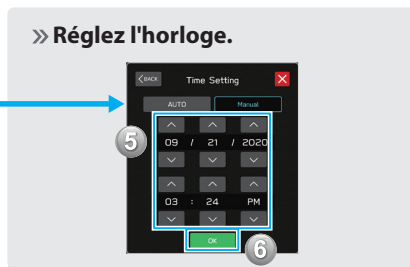 » Réglez l'horloge.
BACK Time Setting X
AUTO Manual
5
09 / 21 / 2020
03 : 24 PM
OK
6